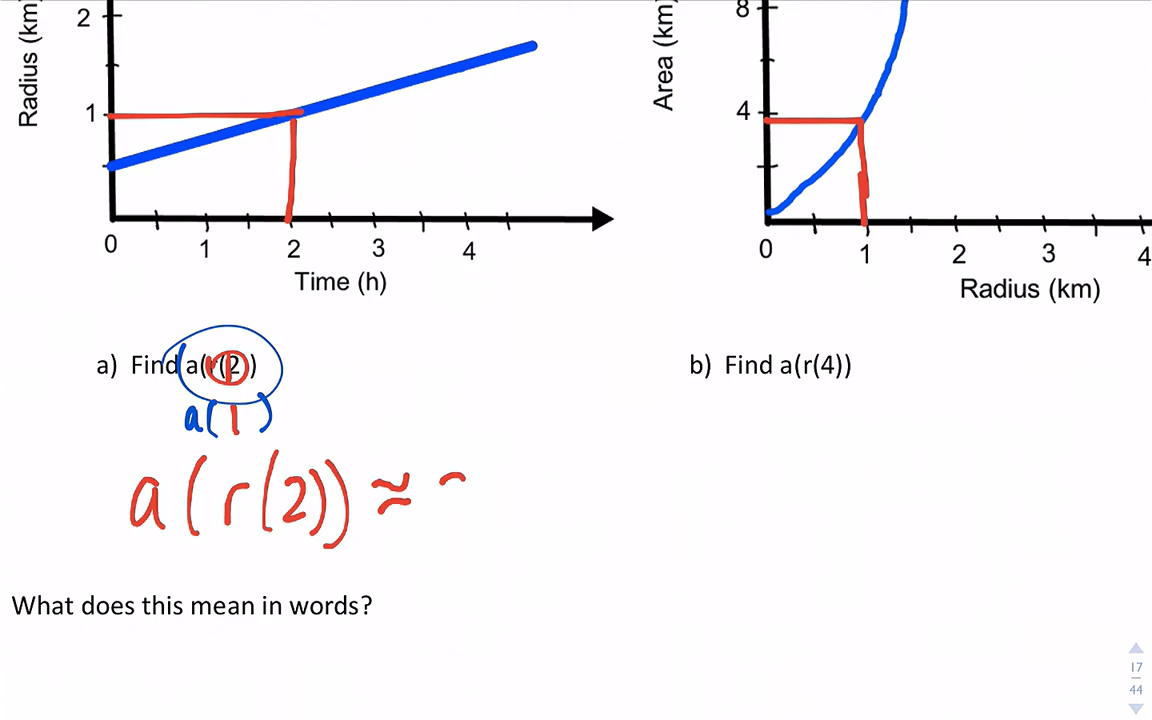 Radius (km)
2
1
0 1 2 3 4
Time (h)
Area (km)
8
4
0 1 2 3 4
Radius (km)
a) Find a(r(2))
a(1)
a(r(2)) ≈
b) Find a(r(4))
What does this mean in words?
17
44